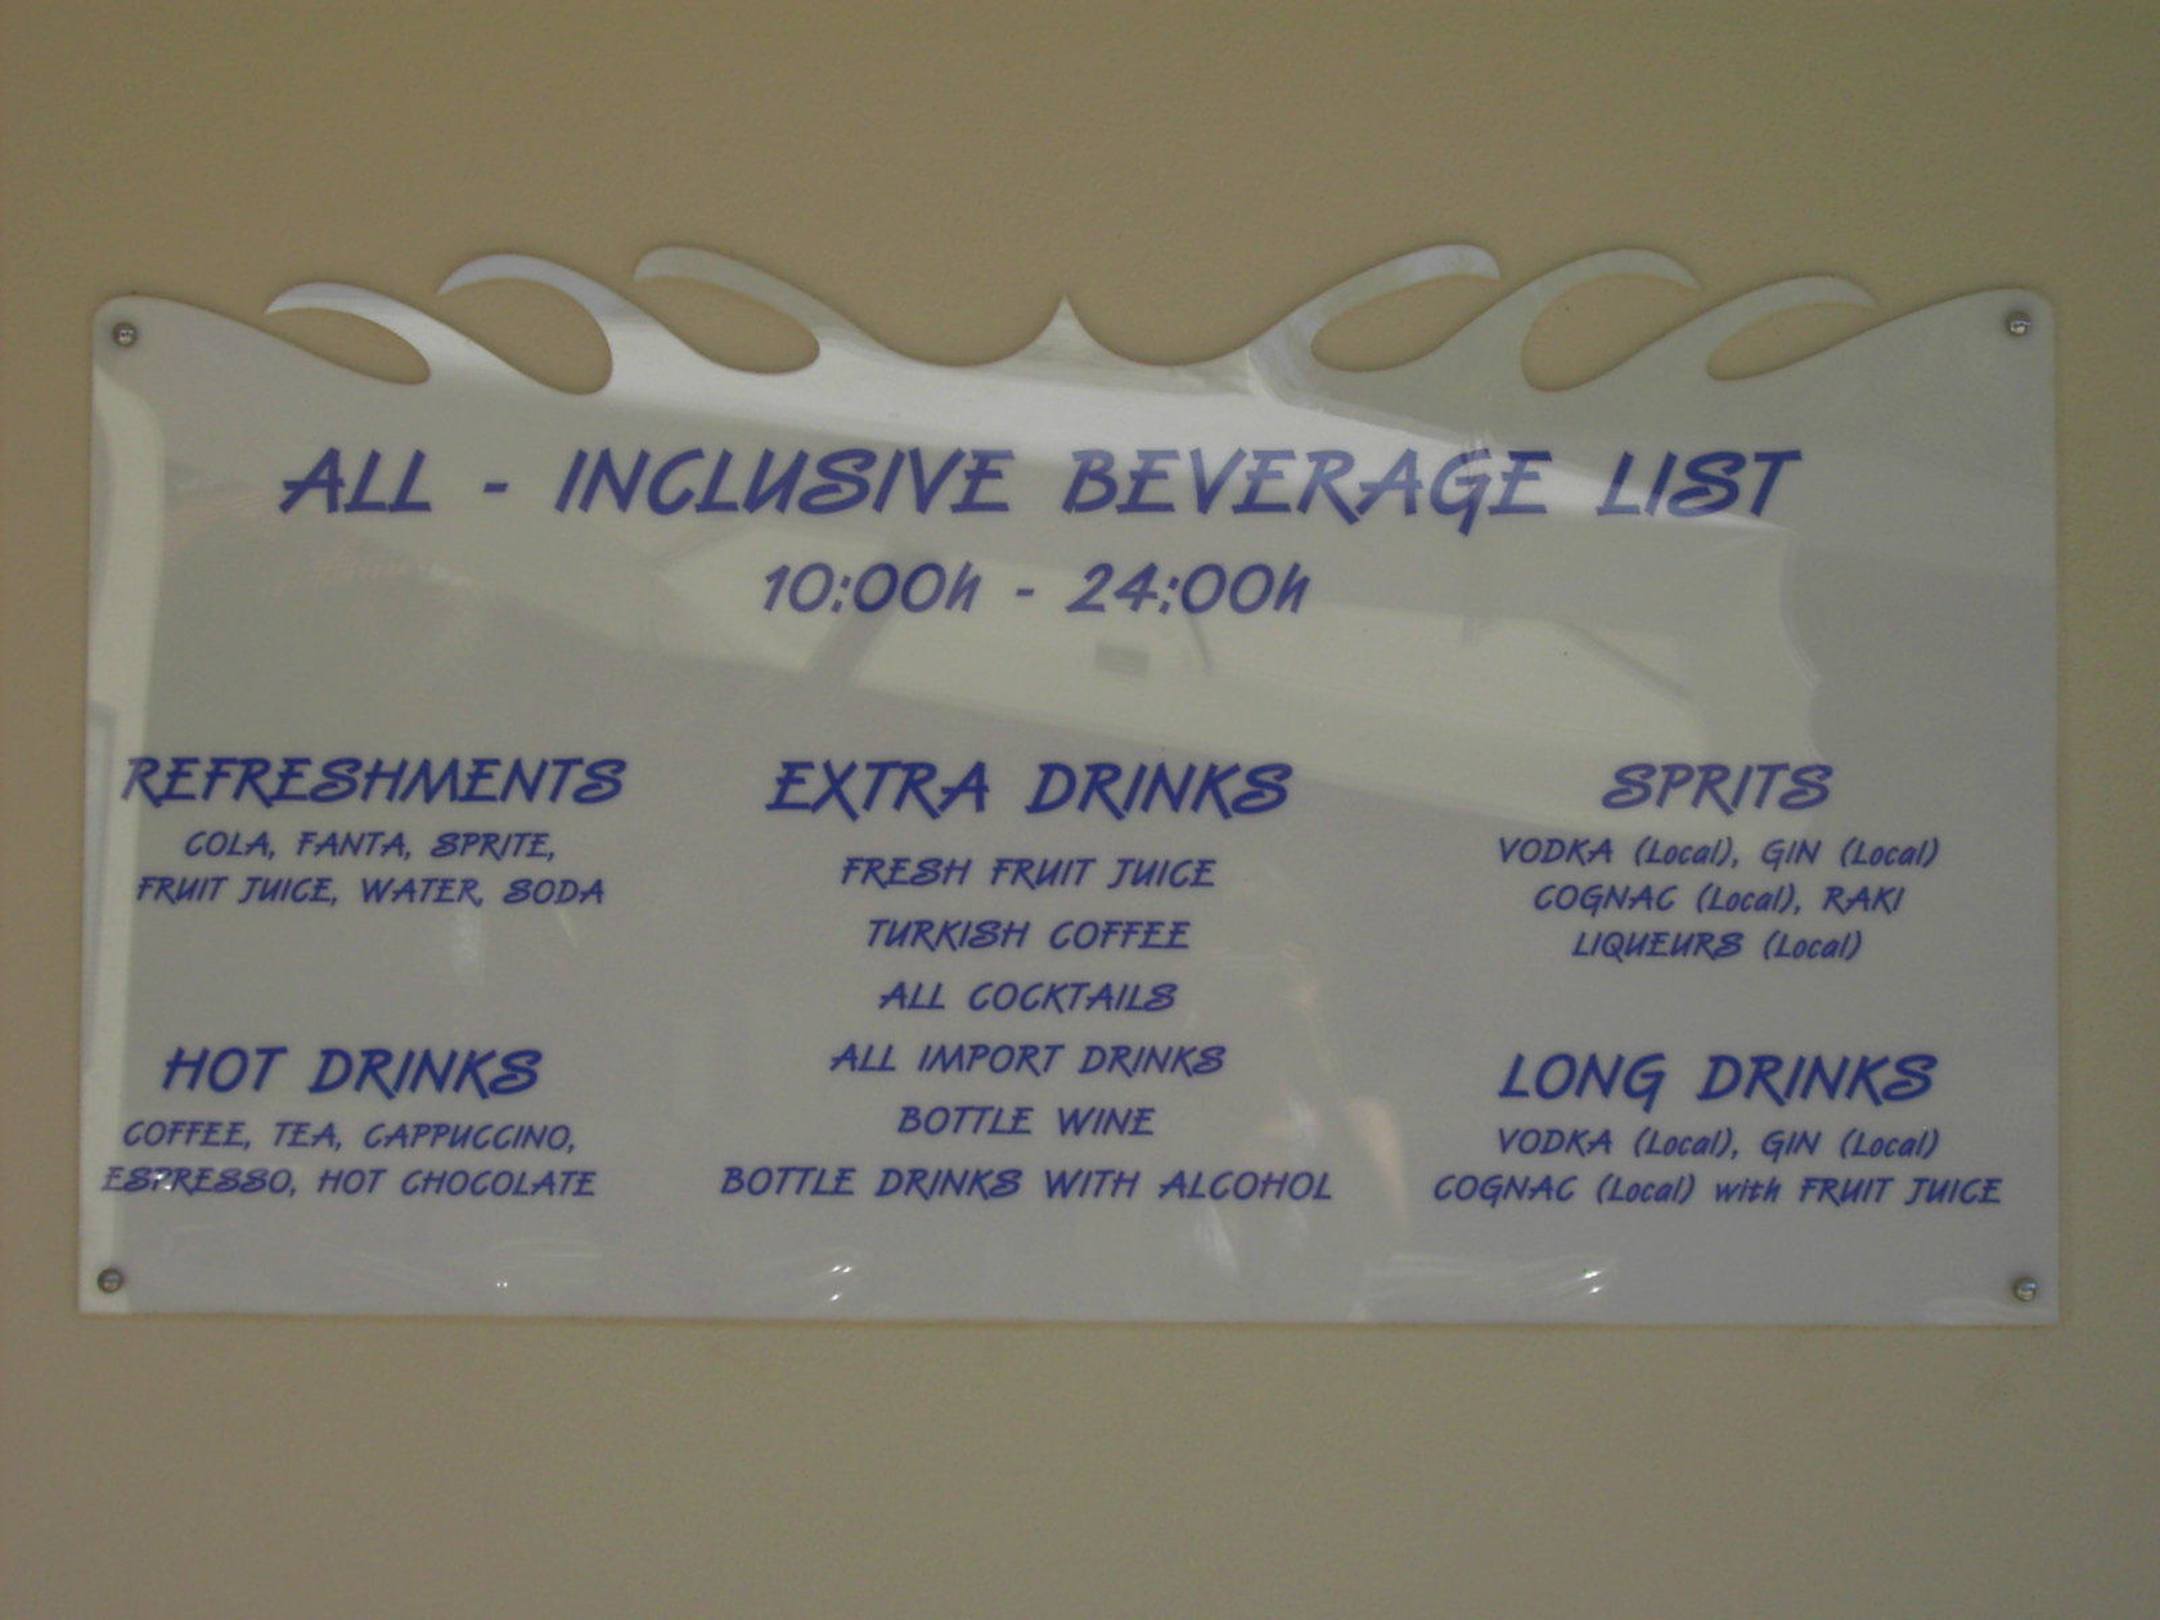 ALL - INCLUSIVE BEVERAGE LIST
10:00h - 24:00h
REFRESHMENTS
COLA, FANTA, SPRITE,
FRUIT JUICE, WATER, SODA
HOT DRINKS
COFFEE, TEA, CAPPUCCINO,
ESPRESSO, HOT CHOCOLATE
EXTRA DRINKS
FRESH FRUIT JUICE
TURKISH COFFEE
ALL COCKTAILS
ALL IMPORT DRINKS
BOTTLE WINE
BOTTLE DRINKS WITH ALCOHOL
SPRITS
VODKA (Local), GIN (Local)
COGNAC (Local), RAKI
LIQUEURS (Local)
LONG DRINKS
VODKA (Local), GIN (Local)
COGNAC (Local) with FRUIT JUICE